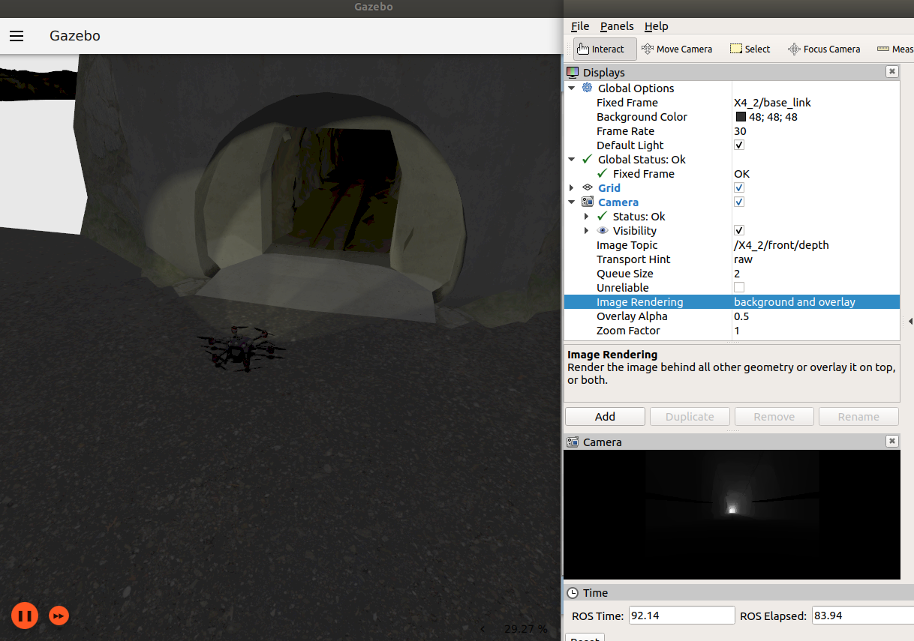 Gazebo
Gazebo
29.27 %
File Panels Help
Interact Move Camera Select Focus Camera Meas
Displays
Global Options
Fixed Frame X4_2/base_link
Background Color 48; 48; 48
Frame Rate 30
Default Light
Global Status: Ok
Fixed Frame OK
Grid
Camera
Status: Ok
Visibility
Image Topic /X4_2/front/depth
Transport Hint raw
Queue Size 2
Unreliable
Image Rendering background and overlay
Overlay Alpha 0.5
Zoom Factor 1
Image Rendering
Render the image behind all other geometry or overlay it on top,
or both.
Add Duplicate Remove Rename
Camera
Time
ROS Time: 92.14 ROS Elapsed: 83.94
Reset